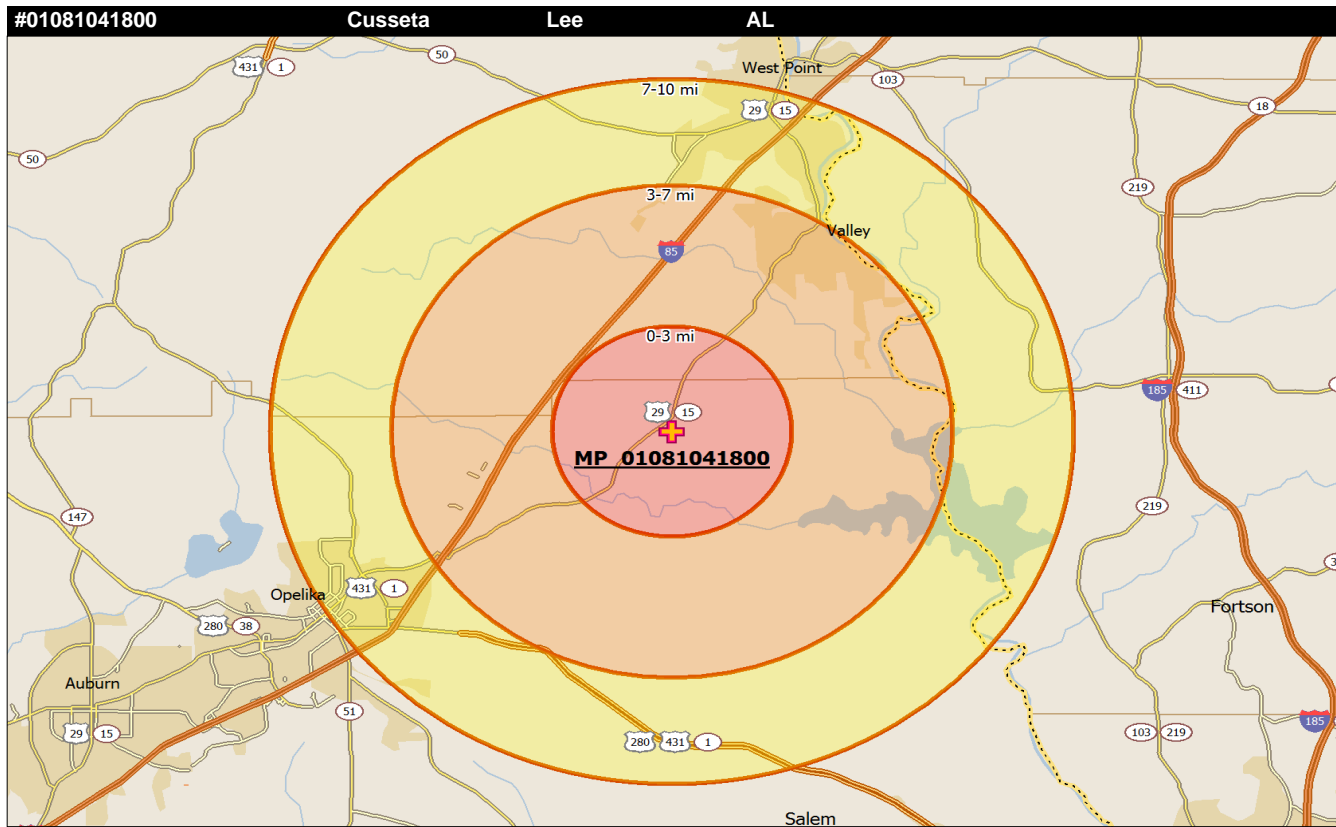 #01081041800 Cusseta Lee AL
50
431 1
West Point
103
7-10 mi
29 15
18
50
219
3-7 mi
Valley
85
0-3 mi
185 411
29 15
MP 01081041800
219
147
431 1
Opelika
Fortson
280 38
Auburn
51
185
29 15
280 431 1
103 219
Salem